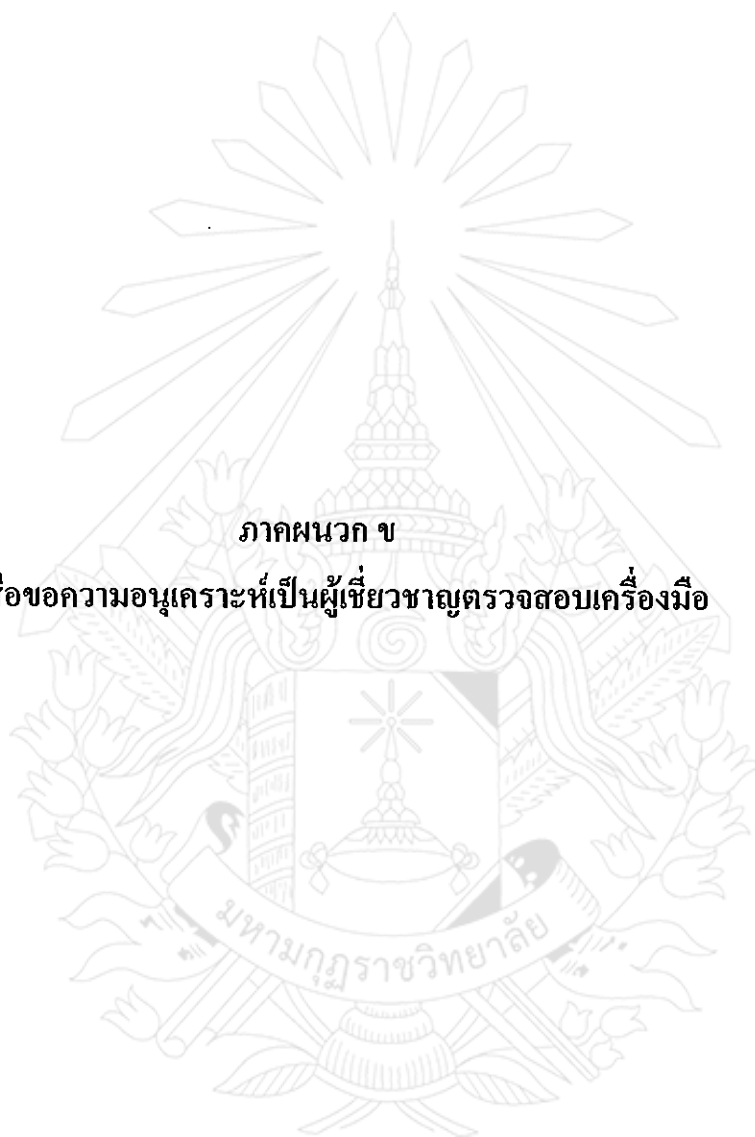 ภาคผนวก ข
อขอความอนุเคราะห์เป็นผู้เชี่ยวชาญตรวจสอบเครื่องมือ
มหามกุฏราชวิทยาลัย